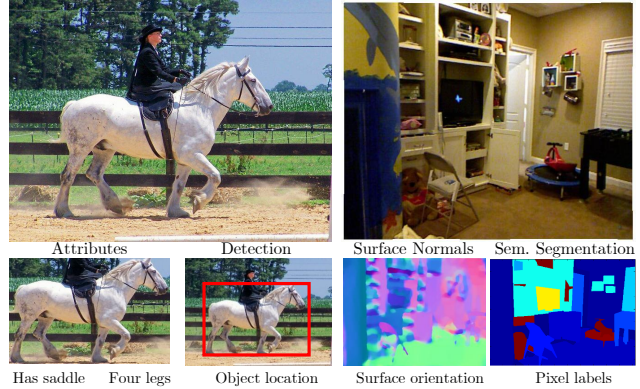 Attributes Detection Surface Normals Sem. Segmentation
Has saddle Four legs Object location Surface orientation Pixel labels